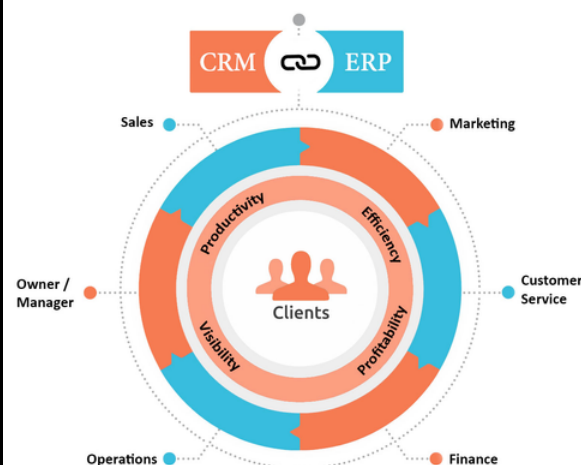 CRM ERP
Sales
Marketing
Productivity
Efficiency
Owner /
Manager
Clients
Customer
Service
Visibility
Profitability
Operations
Finance